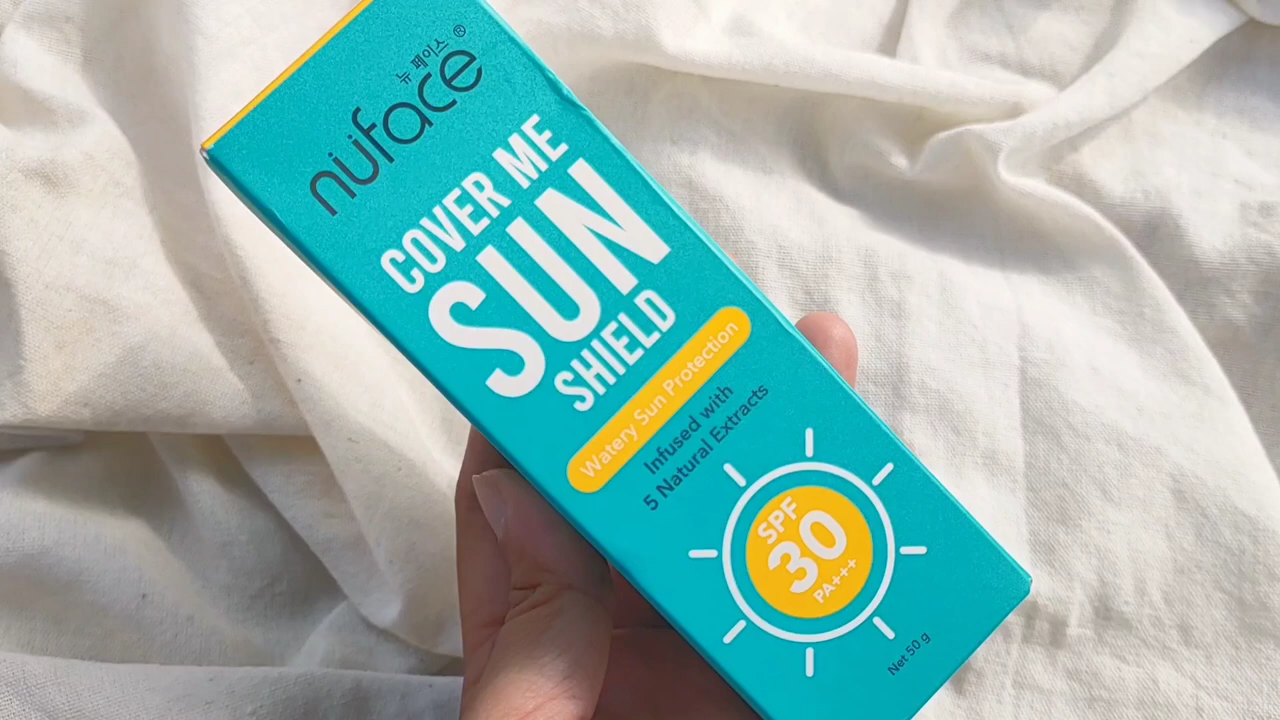 뉴 페이스 ®
nuface
COVER ME
SUN
SHIELD
Watery Sun Protection
Infused with
5 Natural Extracts
SPF
30
PA+++
Net 50 g